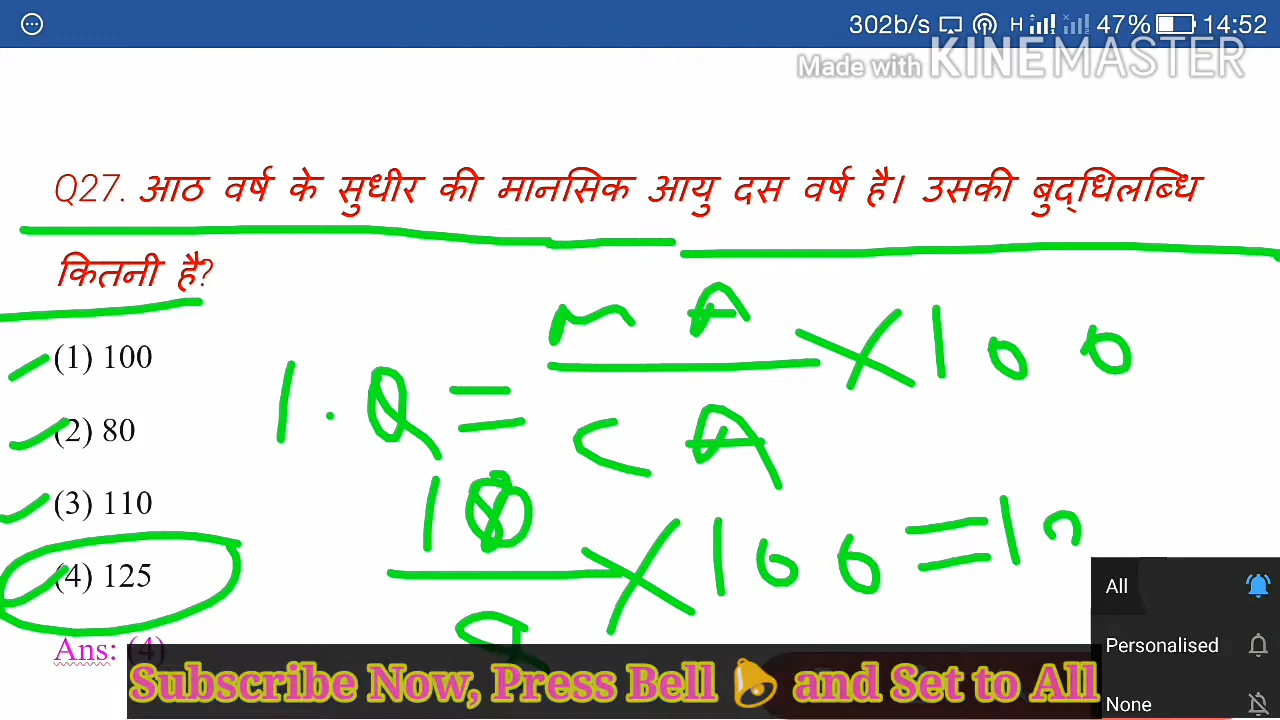 302b/s H 47% 14:52
Made with KINEMASTER
Q27. आठ वर्ष के सुधीर की मानसिक आयु दस वर्ष है। उसकी बुद्धिलब्धि
कितनी है?
(1) 100
(2) 80
(3) 110
(4) 125
Ans: (4)
I.Q = MA / CA × 100
10 / × 100 = 1
All
Personalised
None
Subscribe Now, Press Bell 🔔 and Set to All